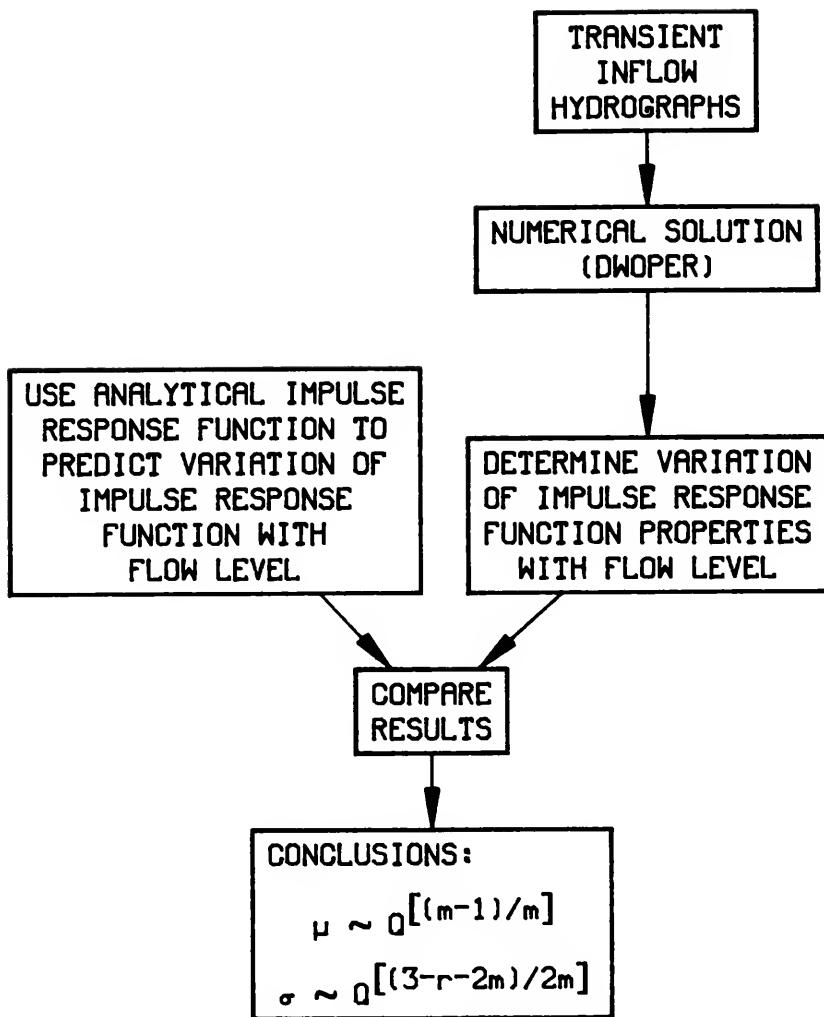 TRANSIENT
INFLOW
HYDROGRAPHS
NUMERICAL SOLUTION
(DWOPER)
USE ANALYTICAL IMPULSE
RESPONSE FUNCTION TO
PREDICT VARIATION OF
IMPULSE RESPONSE
FUNCTION WITH
FLOW LEVEL
DETERMINE VARIATION
OF IMPULSE RESPONSE
FUNCTION PROPERTIES
WITH FLOW LEVEL
COMPARE
RESULTS
CONCLUSIONS:
μ ~ Q^[(m-1)/m]
σ ~ Q^[(3-r-2m)/2m]